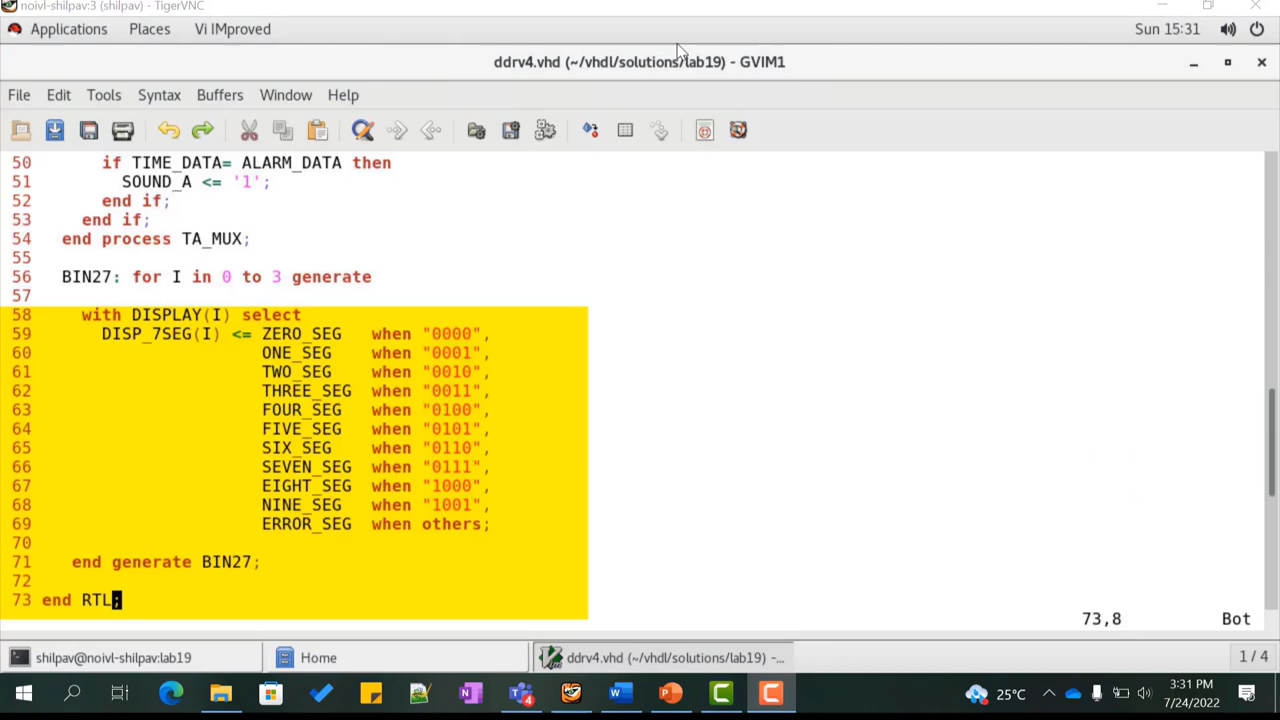 noivl-shilpav:3 (shilpav) - TigerVNC
Applications Places Vi IMproved Sun 15:31
ddrv4.vhd (~/vhdl/solutions/lab19) - GVIM1
File Edit Tools Syntax Buffers Window Help
50 if TIME_DATA= ALARM_DATA then
51 SOUND_A <= '1';
52 end if;
53 end if;
54 end process TA_MUX;
55
56 BIN27: for I in 0 to 3 generate
57
58 with DISPLAY(I) select
59 DISP_7SEG(I) <= ZERO_SEG when "0000",
60 ONE_SEG when "0001",
61 TWO_SEG when "0010",
62 THREE_SEG when "0011",
63 FOUR_SEG when "0100",
64 FIVE_SEG when "0101",
65 SIX_SEG when "0110",
66 SEVEN_SEG when "0111",
67 EIGHT_SEG when "1000",
68 NINE_SEG when "1001",
69 ERROR_SEG when others;
70
71 end generate BIN27;
72
73 end RTL;
73,8 Bot
shilpav@noivl-shilpav:lab19 Home ddrv4.vhd (~/vhdl/solutions/lab19) -... 1 / 4
25°C 3:31 PM
7/24/2022